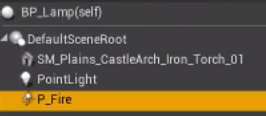 BP_Lamp(self)
DefaultSceneRoot
SM_Plains_CastleArch_Iron_Torch_01
PointLight
P_Fire